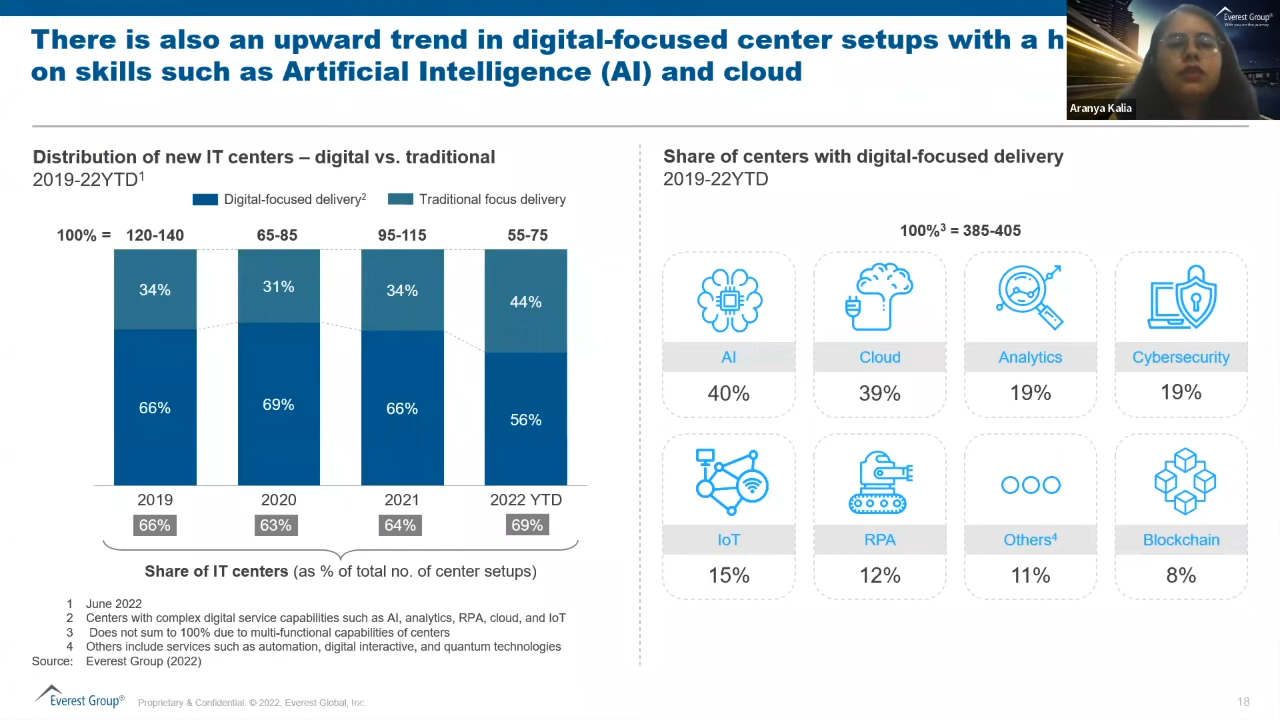 There is also an upward trend in digital-focused center setups with a h
on skills such as Artificial Intelligence (AI) and cloud
Everest Group®
With you on the journey
Aranya Kalia
Distribution of new IT centers – digital vs. traditional
2019-22YTD¹
Digital-focused delivery²
Traditional focus delivery
100% = 120-140 65-85 95-115 55-75
34% 31% 34% 44%
66% 69% 66% 56%
2019 2020 2021 2022 YTD
66% 63% 64% 69%
Share of IT centers (as % of total no. of center setups)
1 June 2022
2 Centers with complex digital service capabilities such as AI, analytics, RPA, cloud, and IoT
3 Does not sum to 100% due to multi-functional capabilities of centers
4 Others include services such as automation, digital interactive, and quantum technologies
Source: Everest Group (2022)
Share of centers with digital-focused delivery
2019-22YTD
100%³ = 385-405
AI Cloud Analytics Cybersecurity
40% 39% 19% 19%
IoT RPA Others⁴ Blockchain
15% 12% 11% 8%
Everest Group® Proprietary & Confidential. © 2022, Everest Global, Inc.
18